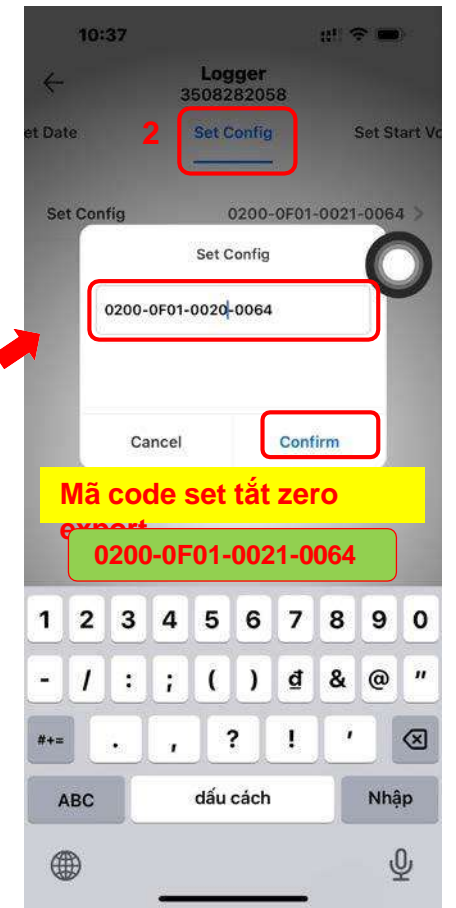 10:37
Logger
3508282058
et Date
2
Set Config
Set Start Vo
Set Config
0200-0F01-0021-0064 >
Set Config
0200-0F01-0020-0064
Cancel
Confirm
Mã code set tắt zero
export
0200-0F01-0021-0064
1 2 3 4 5 6 7 8 9 0
- / : ; ( ) đ & @ "
#+= . , ? ! '
ABC dấu cách Nhập